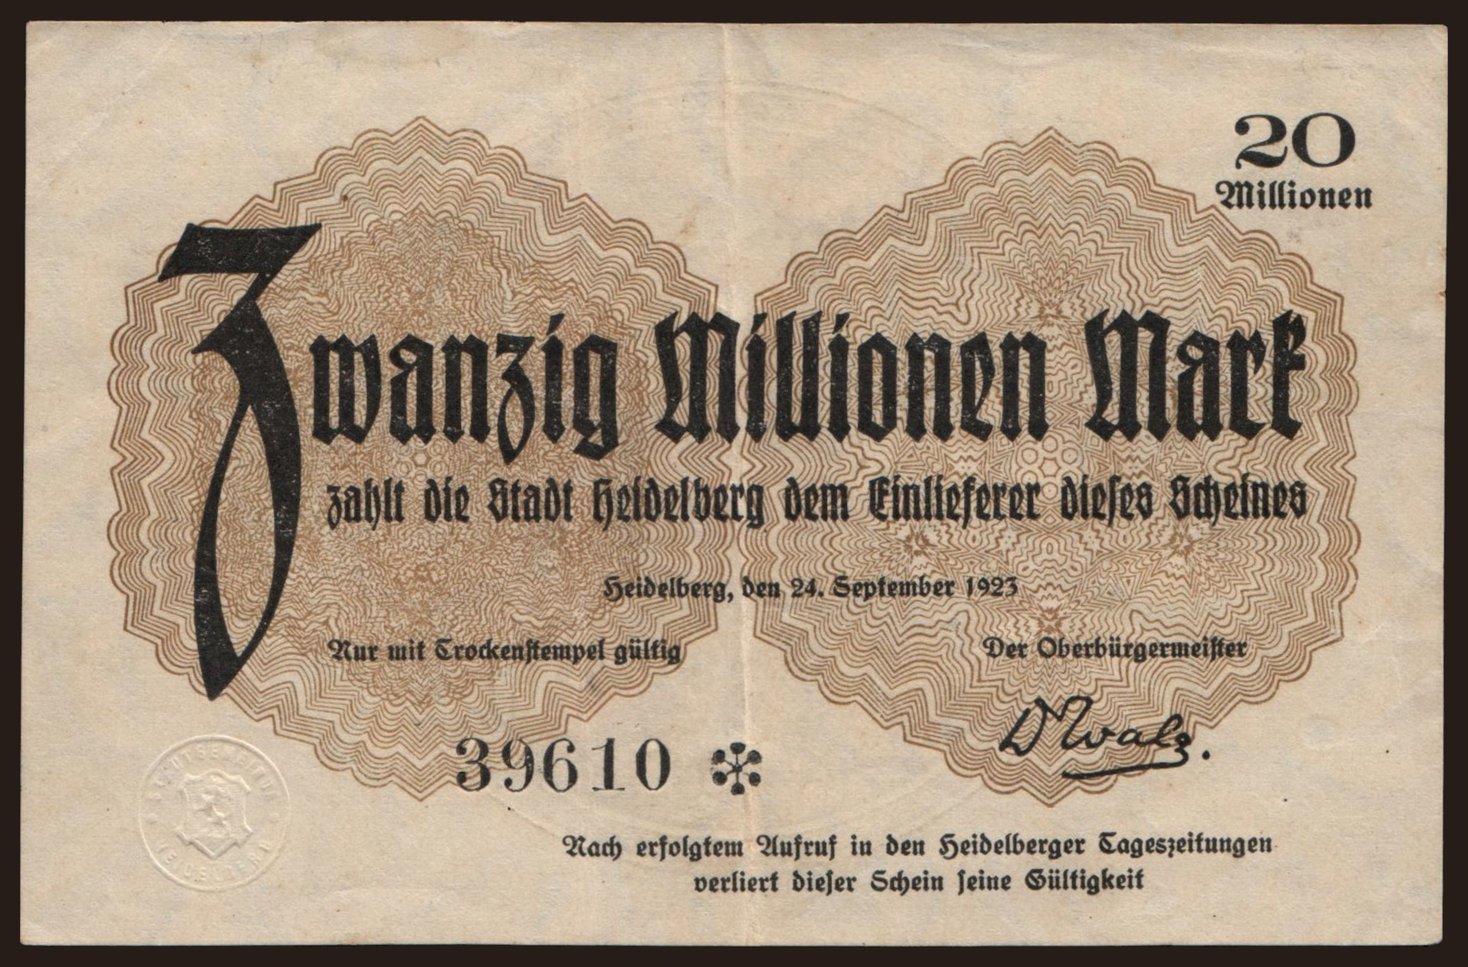 20
Millionen
Zwanzig Millionen Mark
zahlt die Stadt Heidelberg dem Einlieferer dieses Scheines
Heidelberg, den 24. September 1923
Nur mit Trockenstempel gültig
Der Oberbürgermeister
D Walz.
39610
Nach erfolgtem Aufruf in den Heidelberger Tageszeitungen
verliert dieser Schein seine Gültigkeit